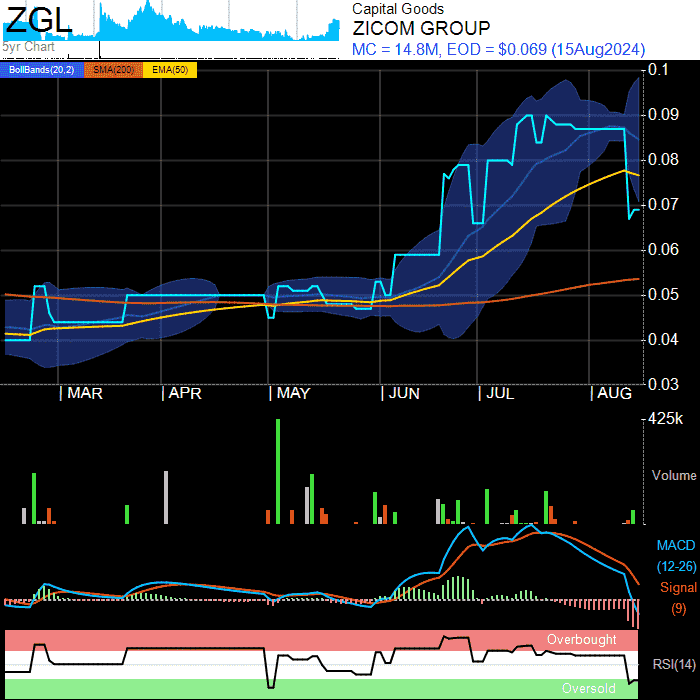 ZGL
5yr Chart
Capital Goods
ZICOM GROUP
MC = 14.8M, EOD = $0.069 (15Aug2024)
BollBands(20,2) SMA(200) EMA(50)
0.1
0.09
0.08
0.07
0.06
0.05
0.04
0.03
MAR APR MAY JUN JUL AUG
425k
Volume
MACD
(12-26)
Signal
(9)
Overbought
RSI(14)
Oversold